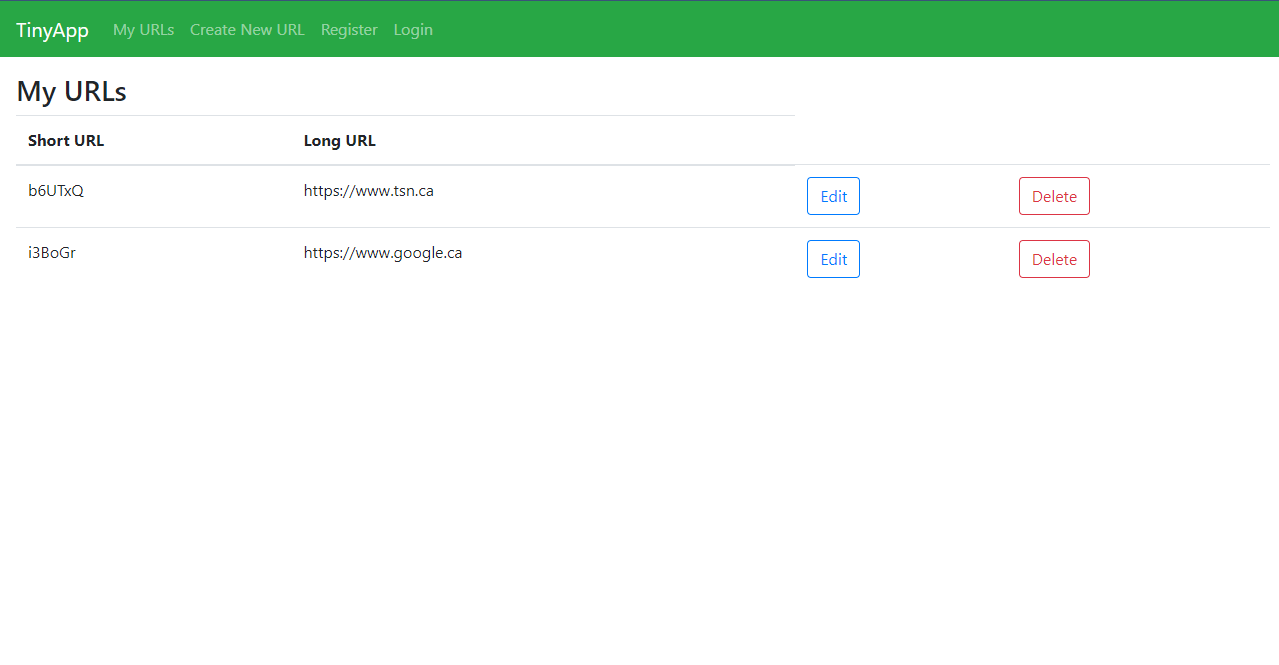 TinyApp My URLs Create New URL Register Login
My URLs
Short URL Long URL
b6UTxQ https://www.tsn.ca Edit Delete
i3BoGr https://www.google.ca Edit Delete